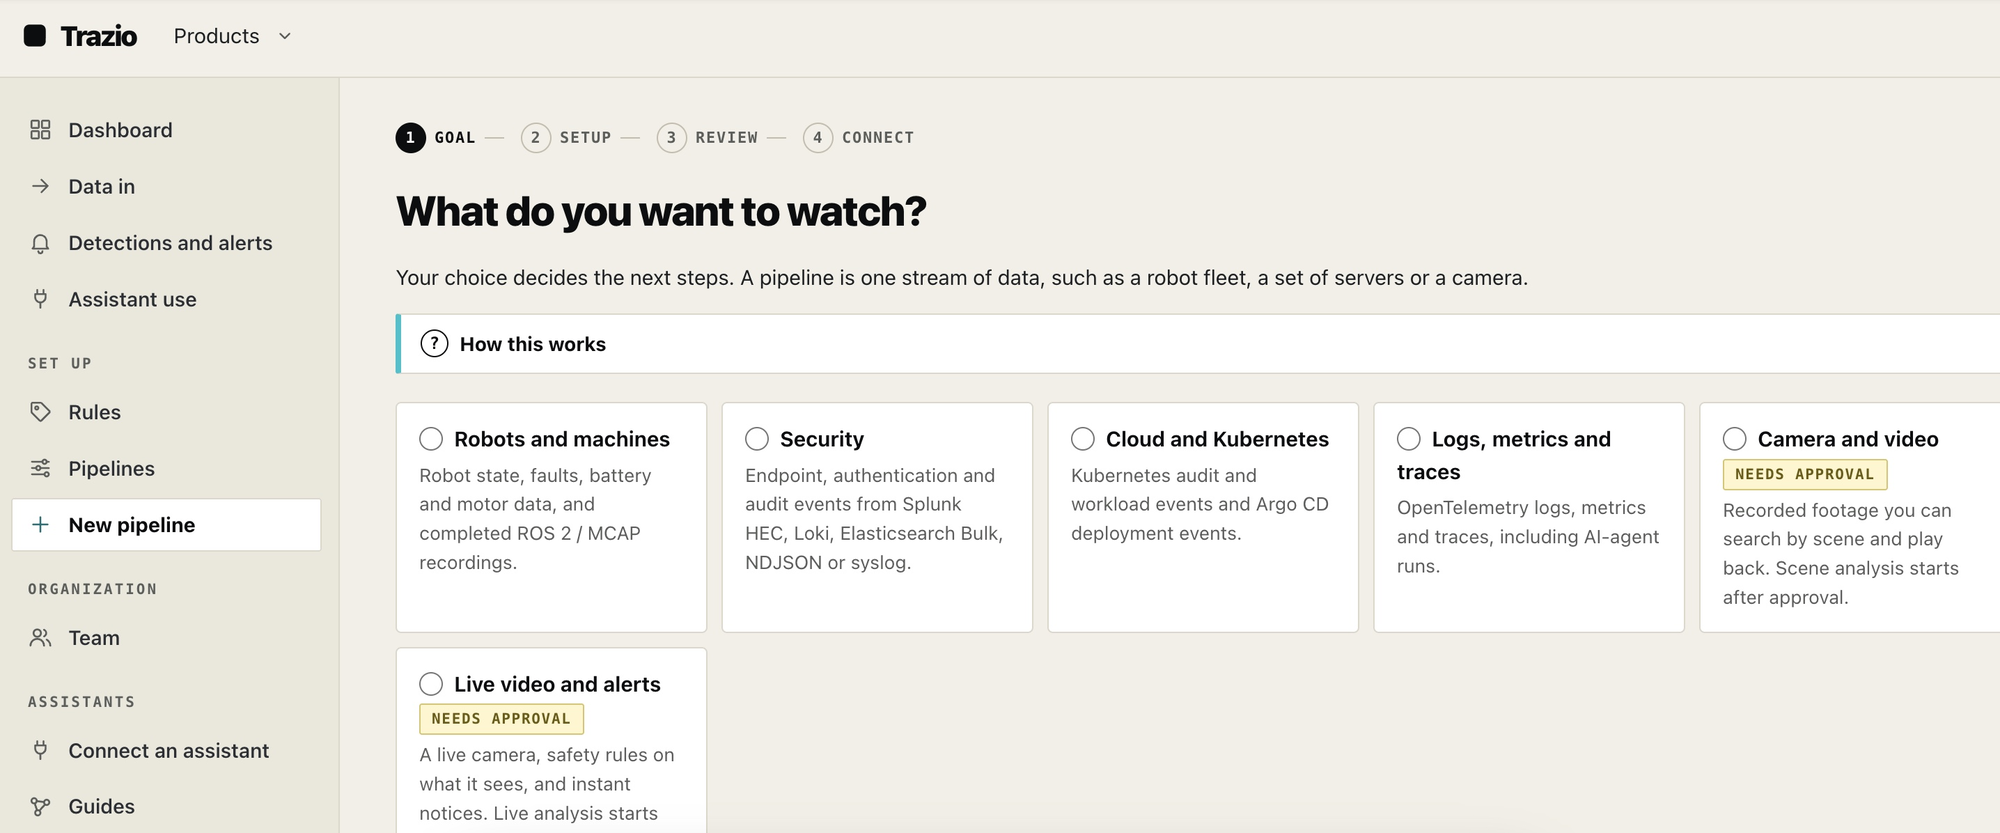 Trazio
Products
Dashboard
Data in
Detections and alerts
Assistant use
SET UP
Rules
Pipelines
New pipeline
ORGANIZATION
Team
ASSISTANTS
Connect an assistant
Guides
1 GOAL
2 SETUP
3 REVIEW
4 CONNECT
What do you want to watch?
Your choice decides the next steps. A pipeline is one stream of data, such as a robot fleet, a set of servers or a camera.
? How this works
Robots and machines
Robot state, faults, battery
and motor data, and
completed ROS 2 / MCAP
recordings.
Security
Endpoint, authentication and
audit events from Splunk
HEC, Loki, Elasticsearch Bulk,
NDJSON or syslog.
Cloud and Kubernetes
Kubernetes audit and
workload events and Argo CD
deployment events.
Logs, metrics and
traces
OpenTelemetry logs, metrics
and traces, including AI-agent
runs.
Camera and video
NEEDS APPROVAL
Recorded footage you can
search by scene and play
back. Scene analysis starts
after approval.
Live video and alerts
NEEDS APPROVAL
A live camera, safety rules on
what it sees, and instant
notices. Live analysis starts